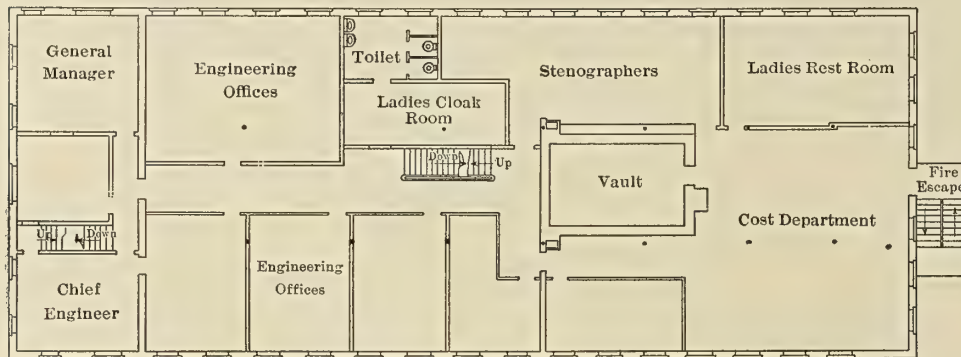 General
Manager
Engineering
Offices
Toilet
Ladies Cloak
Room
Stenographers
Ladies Rest Room
Down
Up
Vault
Fire
Escape
Cost Department
Up
Down
Engineering
Offices
Chief
Engineer